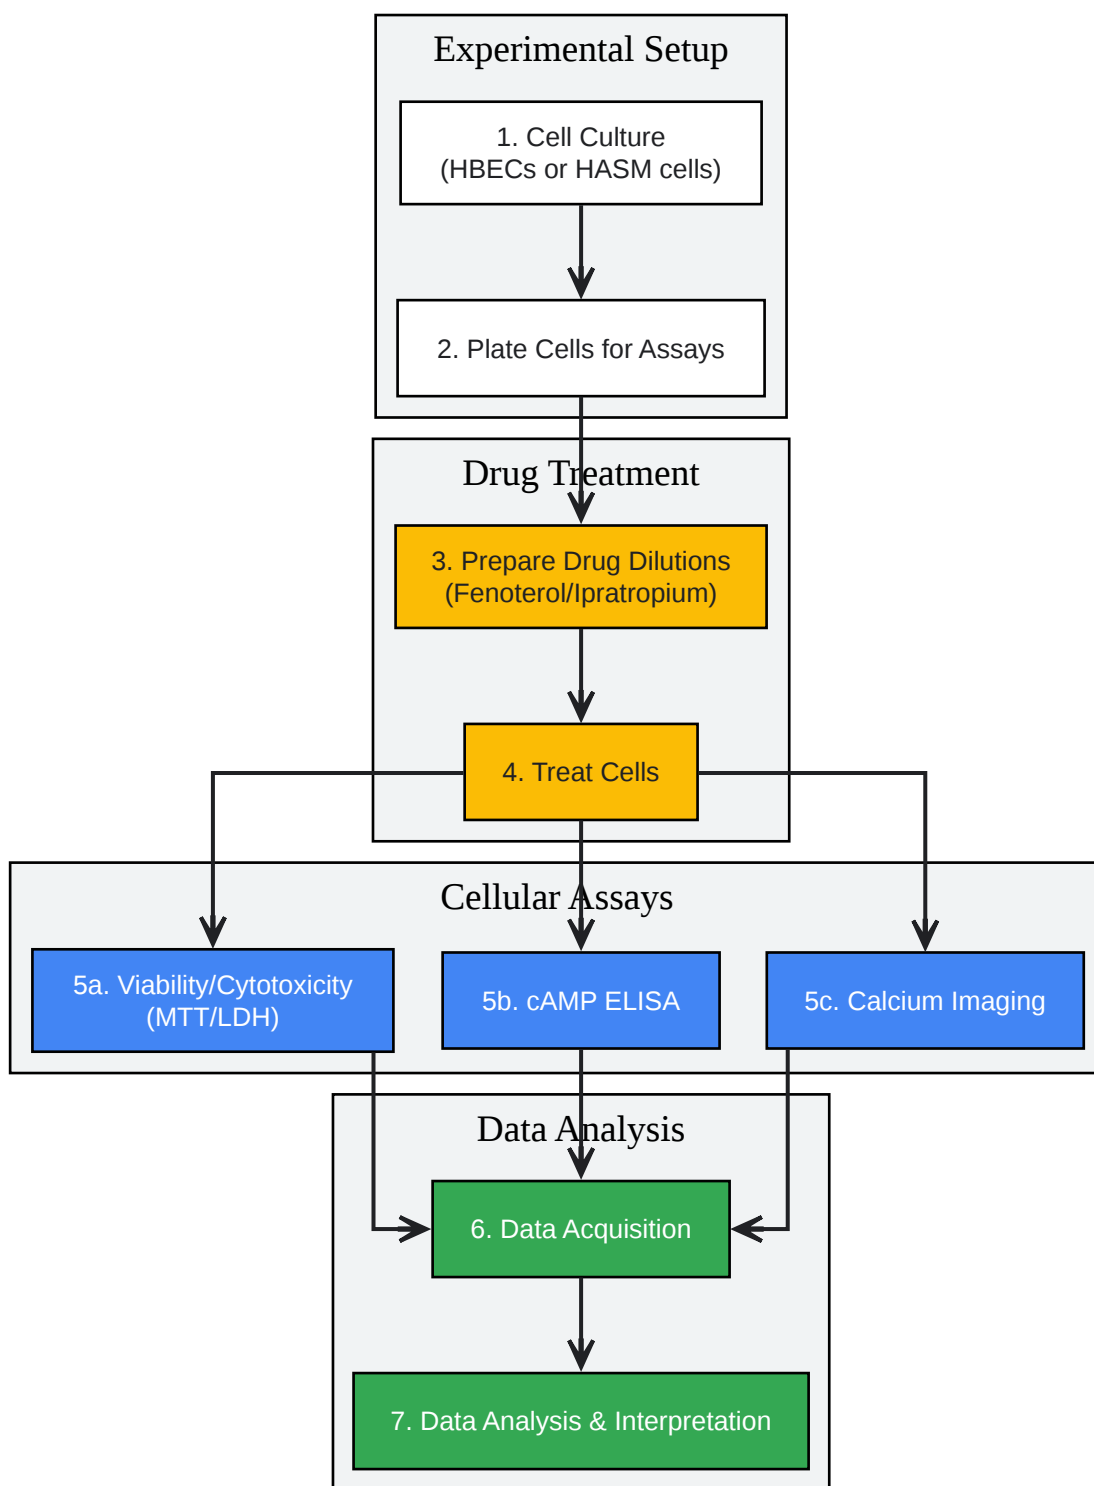 Experimental Setup
1. Cell Culture
(HBECs or HASM cells)
2. Plate Cells for Assays
Drug Treatment
3. Prepare Drug Dilutions
(Fenoterol/Ipratropium)
4. Treat Cells
Cellular Assays
5a. Viability/Cytotoxicity
(MTT/LDH)
5b. cAMP ELISA
5c. Calcium Imaging
Data Analysis
6. Data Acquisition
7. Data Analysis & Interpretation